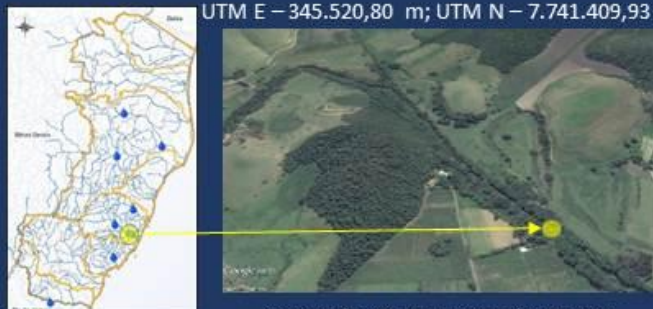 UTM E – 345.520,80 m; UTM N – 7.741.409,93
Bahia
Minas Gerais
Google earth